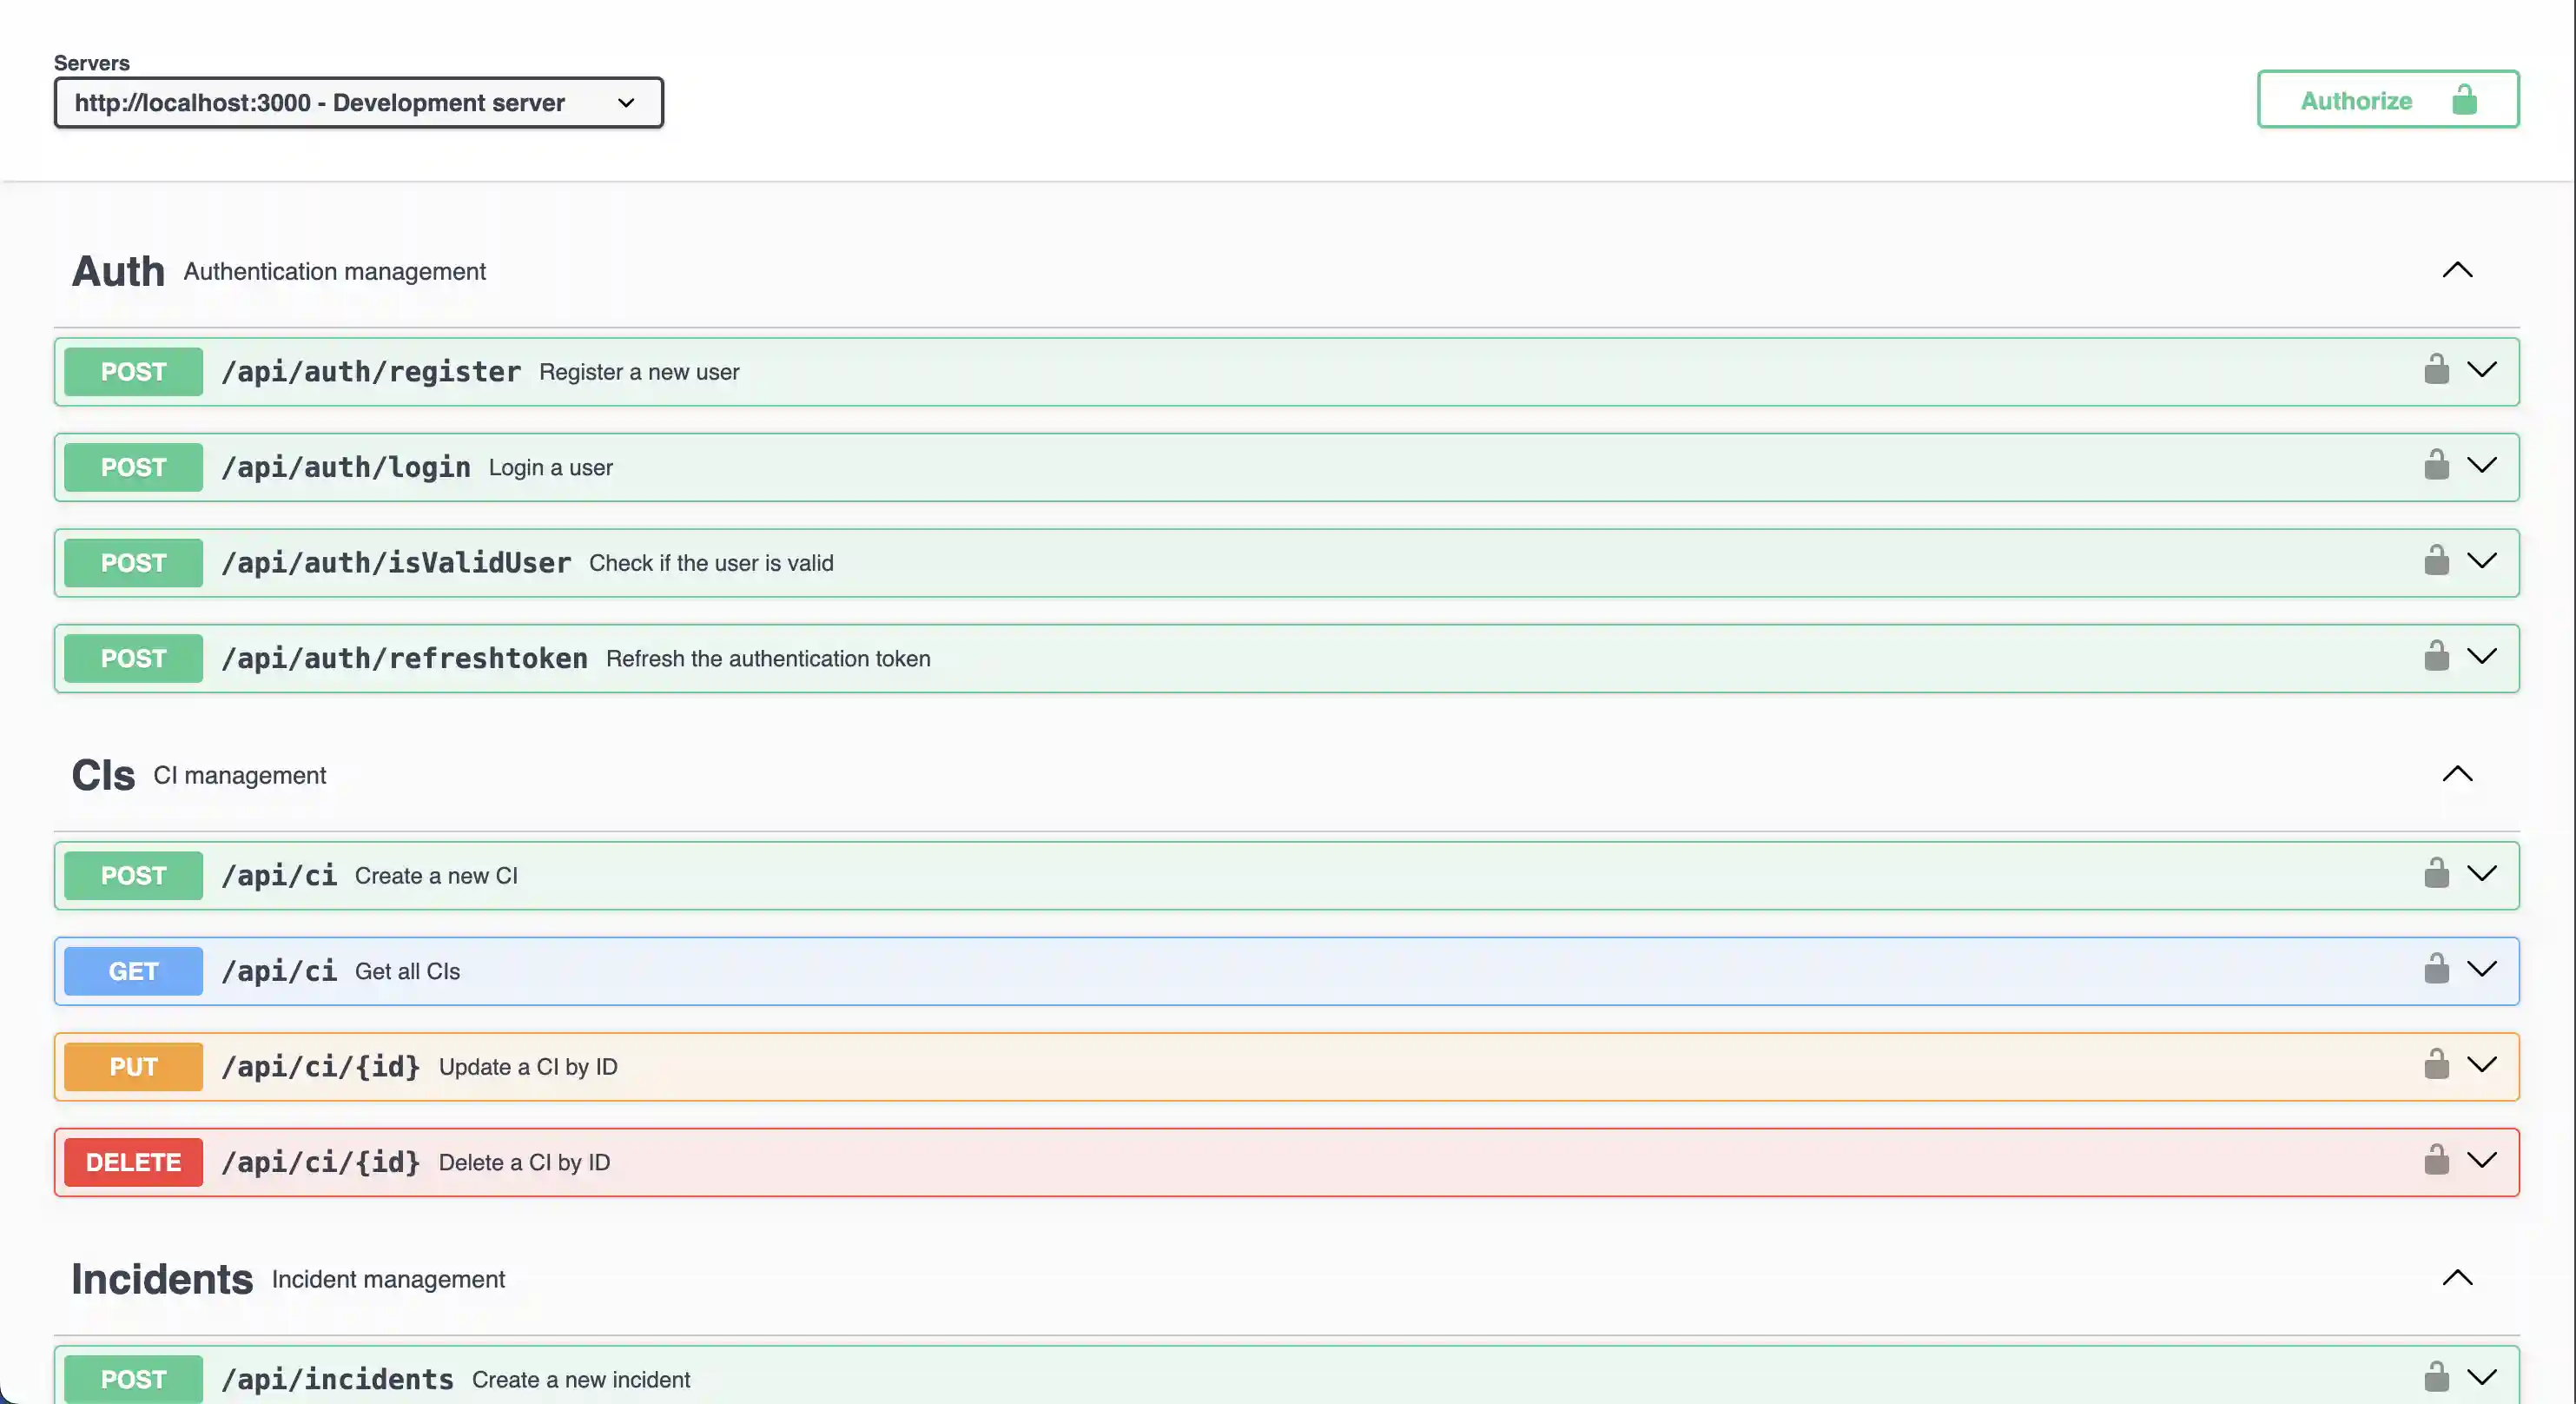 Servers
http://localhost:3000 - Development server
Authorize
Auth Authentication management
POST /api/auth/register Register a new user
POST /api/auth/login Login a user
POST /api/auth/isValidUser Check if the user is valid
POST /api/auth/refreshtoken Refresh the authentication token
CIs CI management
POST /api/ci Create a new CI
GET /api/ci Get all CIs
PUT /api/ci/{id} Update a CI by ID
DELETE /api/ci/{id} Delete a CI by ID
Incidents Incident management
POST /api/incidents Create a new incident